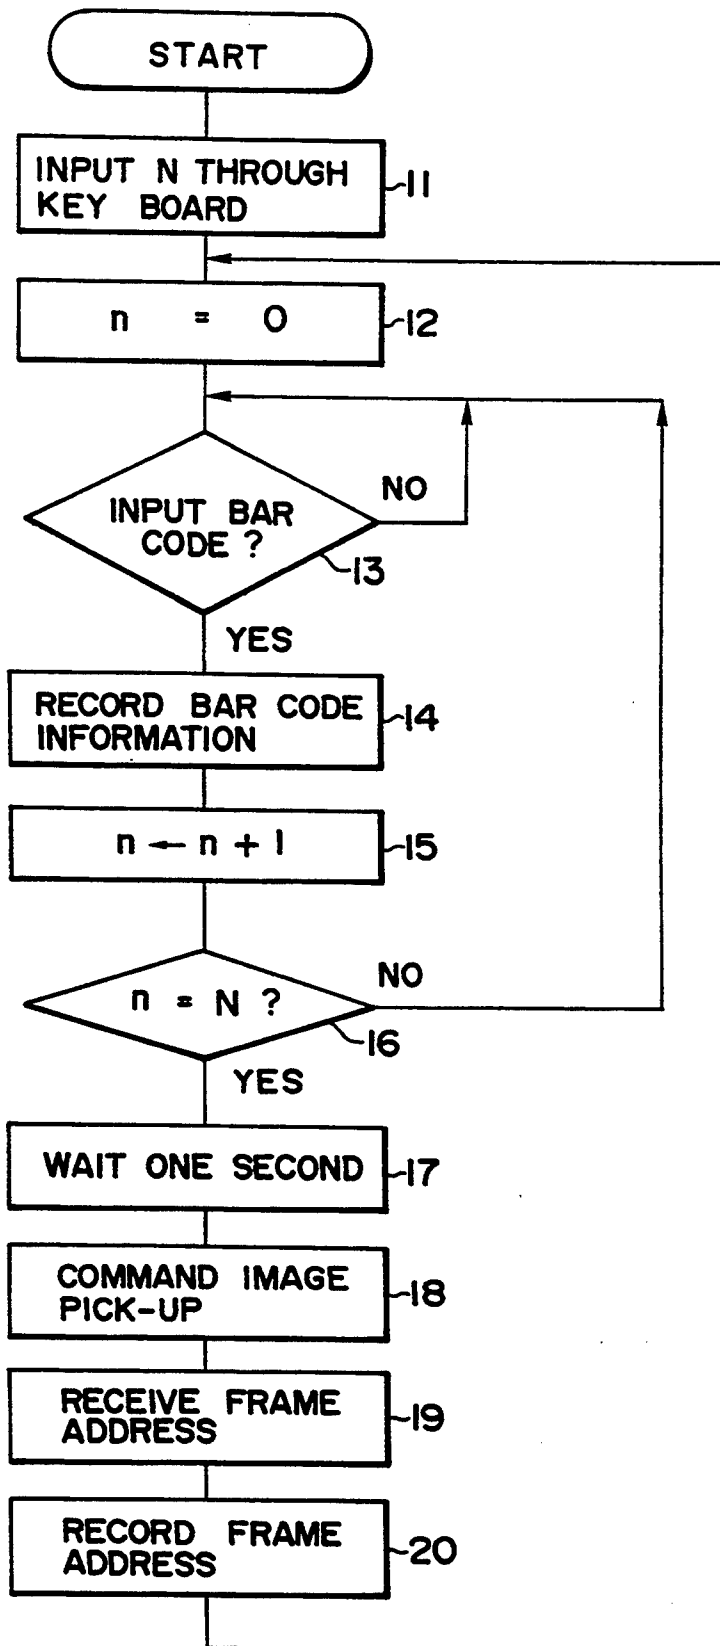 START
INPUT N THROUGH
KEY BOARD
11
n = 0
12
NO
INPUT BAR
CODE ?
13
YES
RECORD BAR CODE
INFORMATION
14
n ← n + 1
15
NO
n = N ?
16
YES
WAIT ONE SECOND
17
COMMAND IMAGE
PICK-UP
18
RECEIVE FRAME
ADDRESS
19
RECORD FRAME
ADDRESS
20